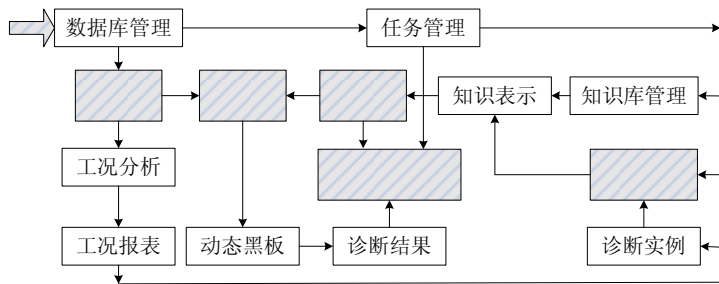 数据库管理
任务管理
知识表示
知识库管理
工况分析
工况报表
动态黑板
诊断结果
诊断实例